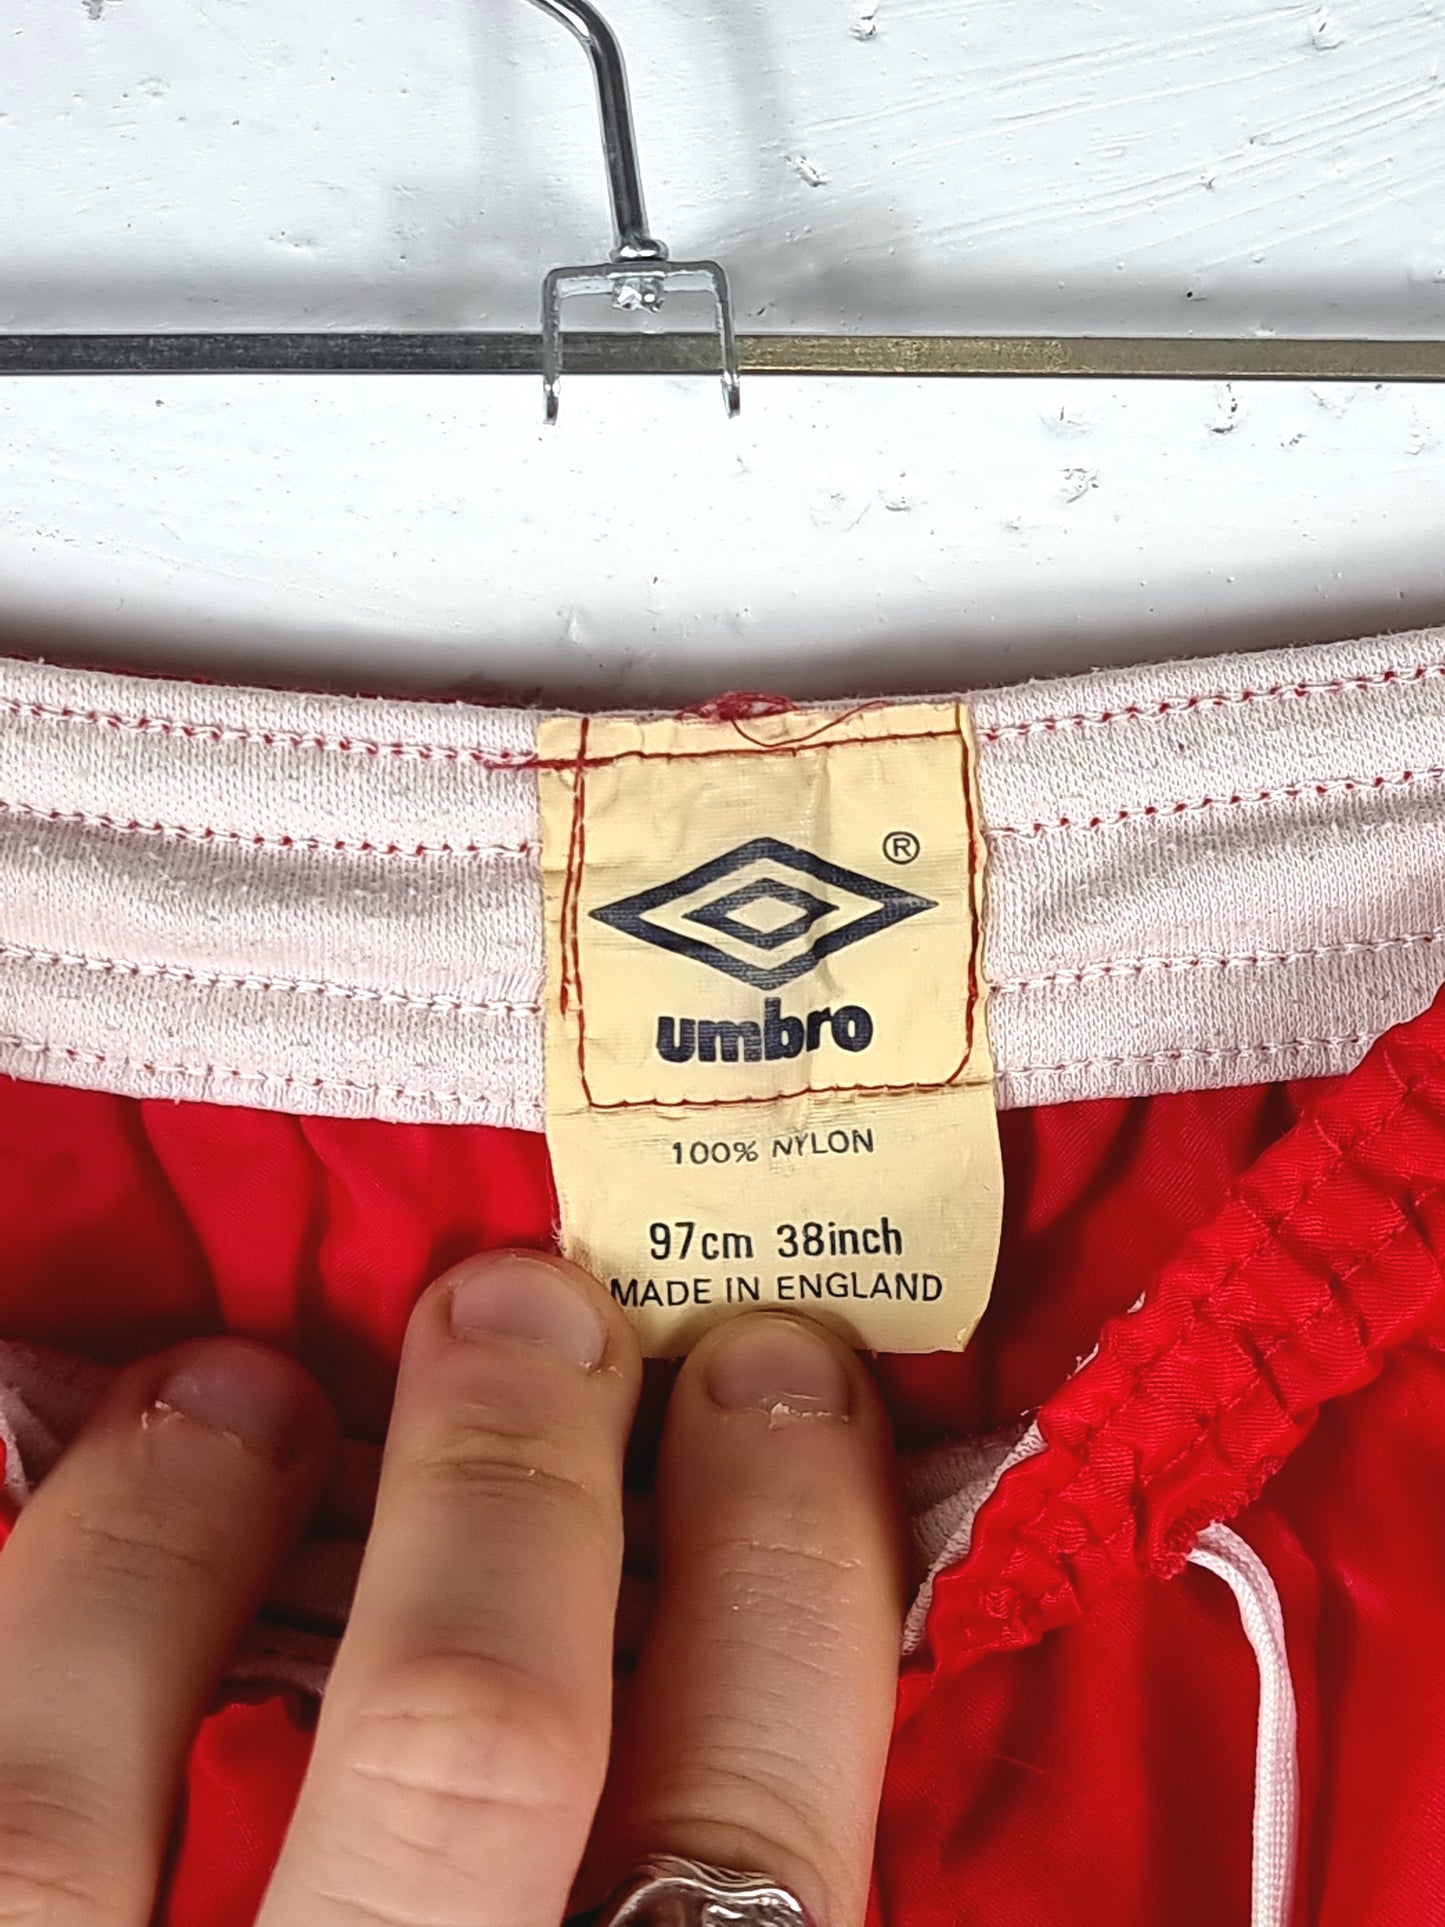 ®
umbro
100% NYLON
97cm 38inch
MADE IN ENGLAND